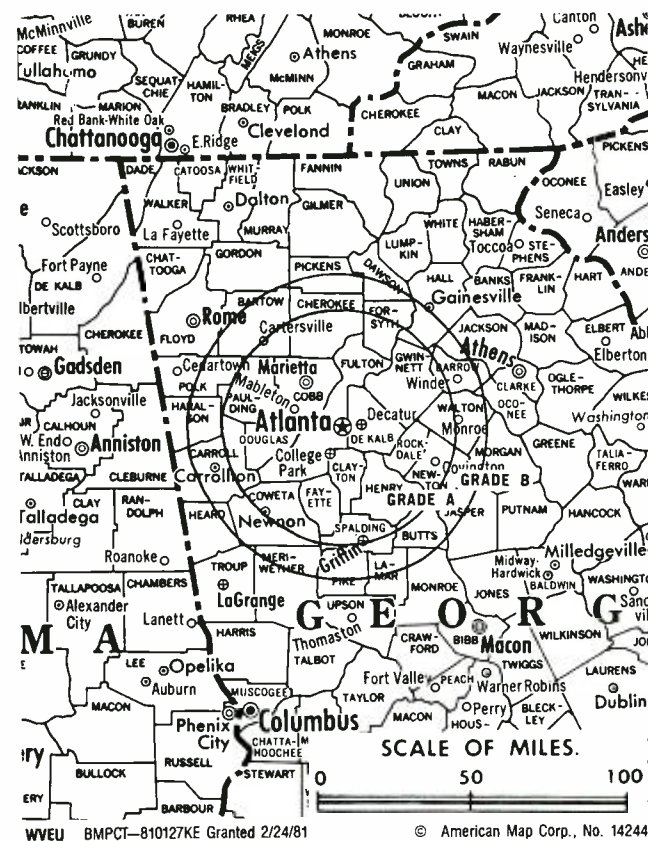 McMinnville
BUREN
RHEA
MEIGS
MONROE
SWAIN
Canton
Waynesville
COFFEE
GRUNDY
Tullahoma
SEQUAT-
CHIE
HAMIL-
TON
Athens
McMINN
GRAHAM
Hendersonv
MACON
JACKSON
TRAN-
SYLVANIA
RANKLIN
MARION
BRADLEY
POLK
CHEROKEE
Red Bank-White Oak
Chattanooga
E.Ridge
Cleveland
CLAY
ACKSON
DADE
CATOOSA
WHIT-
FIELD
FANNIN
TOWNS
RABUN
PICKENS
UNION
OCONEE
Easley
WALKER
Dalton
GILMER
WHITE
HABER-
SHAM
Seneca
Scottsboro
La Fayette
MURRAY
LUMP-
KIN
Toccoa
STE-
PHENS
Anders
Fort Payne
CHAT-
TOOGA
GORDON
PICKENS
DAWSON
HALL
BANKS
FRANK-
LIN
HART
ANDE
DE KALB
lbertville
BARTOW
CHEROKEE
FOR-
SYTH
Gainesville
CHEROKEE
FLOYD
Rome
Cartersville
JACKSON
MAD-
ISON
ELBERT
Elberton
TOWAH
Gadsden
Cedartown
Marietta
FULTON
GWIN-
NETT
BARROW
Athens
Winder
CLARKE
OGLE-
THORPE
WILKES
POLK
Mableton
COBB
Jacksonville
HARAL-
SON
PAUL-
DING
Atlanta
Decatur
WALTON
Monroe
OCO-
NEE
Washington
CALHOUN
W. End
Anniston
Anniston
DOUGLAS
DE KALB
ROCK-
DALE
MORGAN
GREENE
TALIA-
FERRO
CARROLL
College
Park
CLAY-
TON
NEW-
TON
Covington
TALLADEGA
CLEBURNE
Carrollton
HENRY
GRADE A
GRADE B
CLAY
RAN-
DOLPH
COWETA
FAY-
ETTE
HEARD
Newnan
SPALDING
JASPER
PUTNAM
HANCOCK
Talladega
Griffin
BUTTS
Roanoke
TROUP
MERI-
WETHER
PIKE
LA-
MAR
Midway-
Hardwick
Milledgeville
BALDWIN
TALLAPOOSA
CHAMBERS
LaGrange
MONROE
JONES
WASHINGTO
Alexander
City
Lanett
HARRIS
UPSON
GEORG
MA
Thomaston
CRAW-
FORD
BIBB
Macon
WILKINSON
LEE
Opelika
TALBOT
TWIGGS
LAURENS
Auburn
MUSCOGEE
TAYLOR
Fort Valley
PEACH
Warner Robins
Dublin
MACON
Perry
HOUS-
BLECK-
LEY
Phenix
City
Columbus
MACON
CHATTA-
HOOCHEE
BULLOCK
RUSSELL
STEWART
BARBOUR
SCALE OF MILES.
0 50 100
WVEU BMPCT—810127KE Granted 2/24/81
© American Map Corp., No. 14244